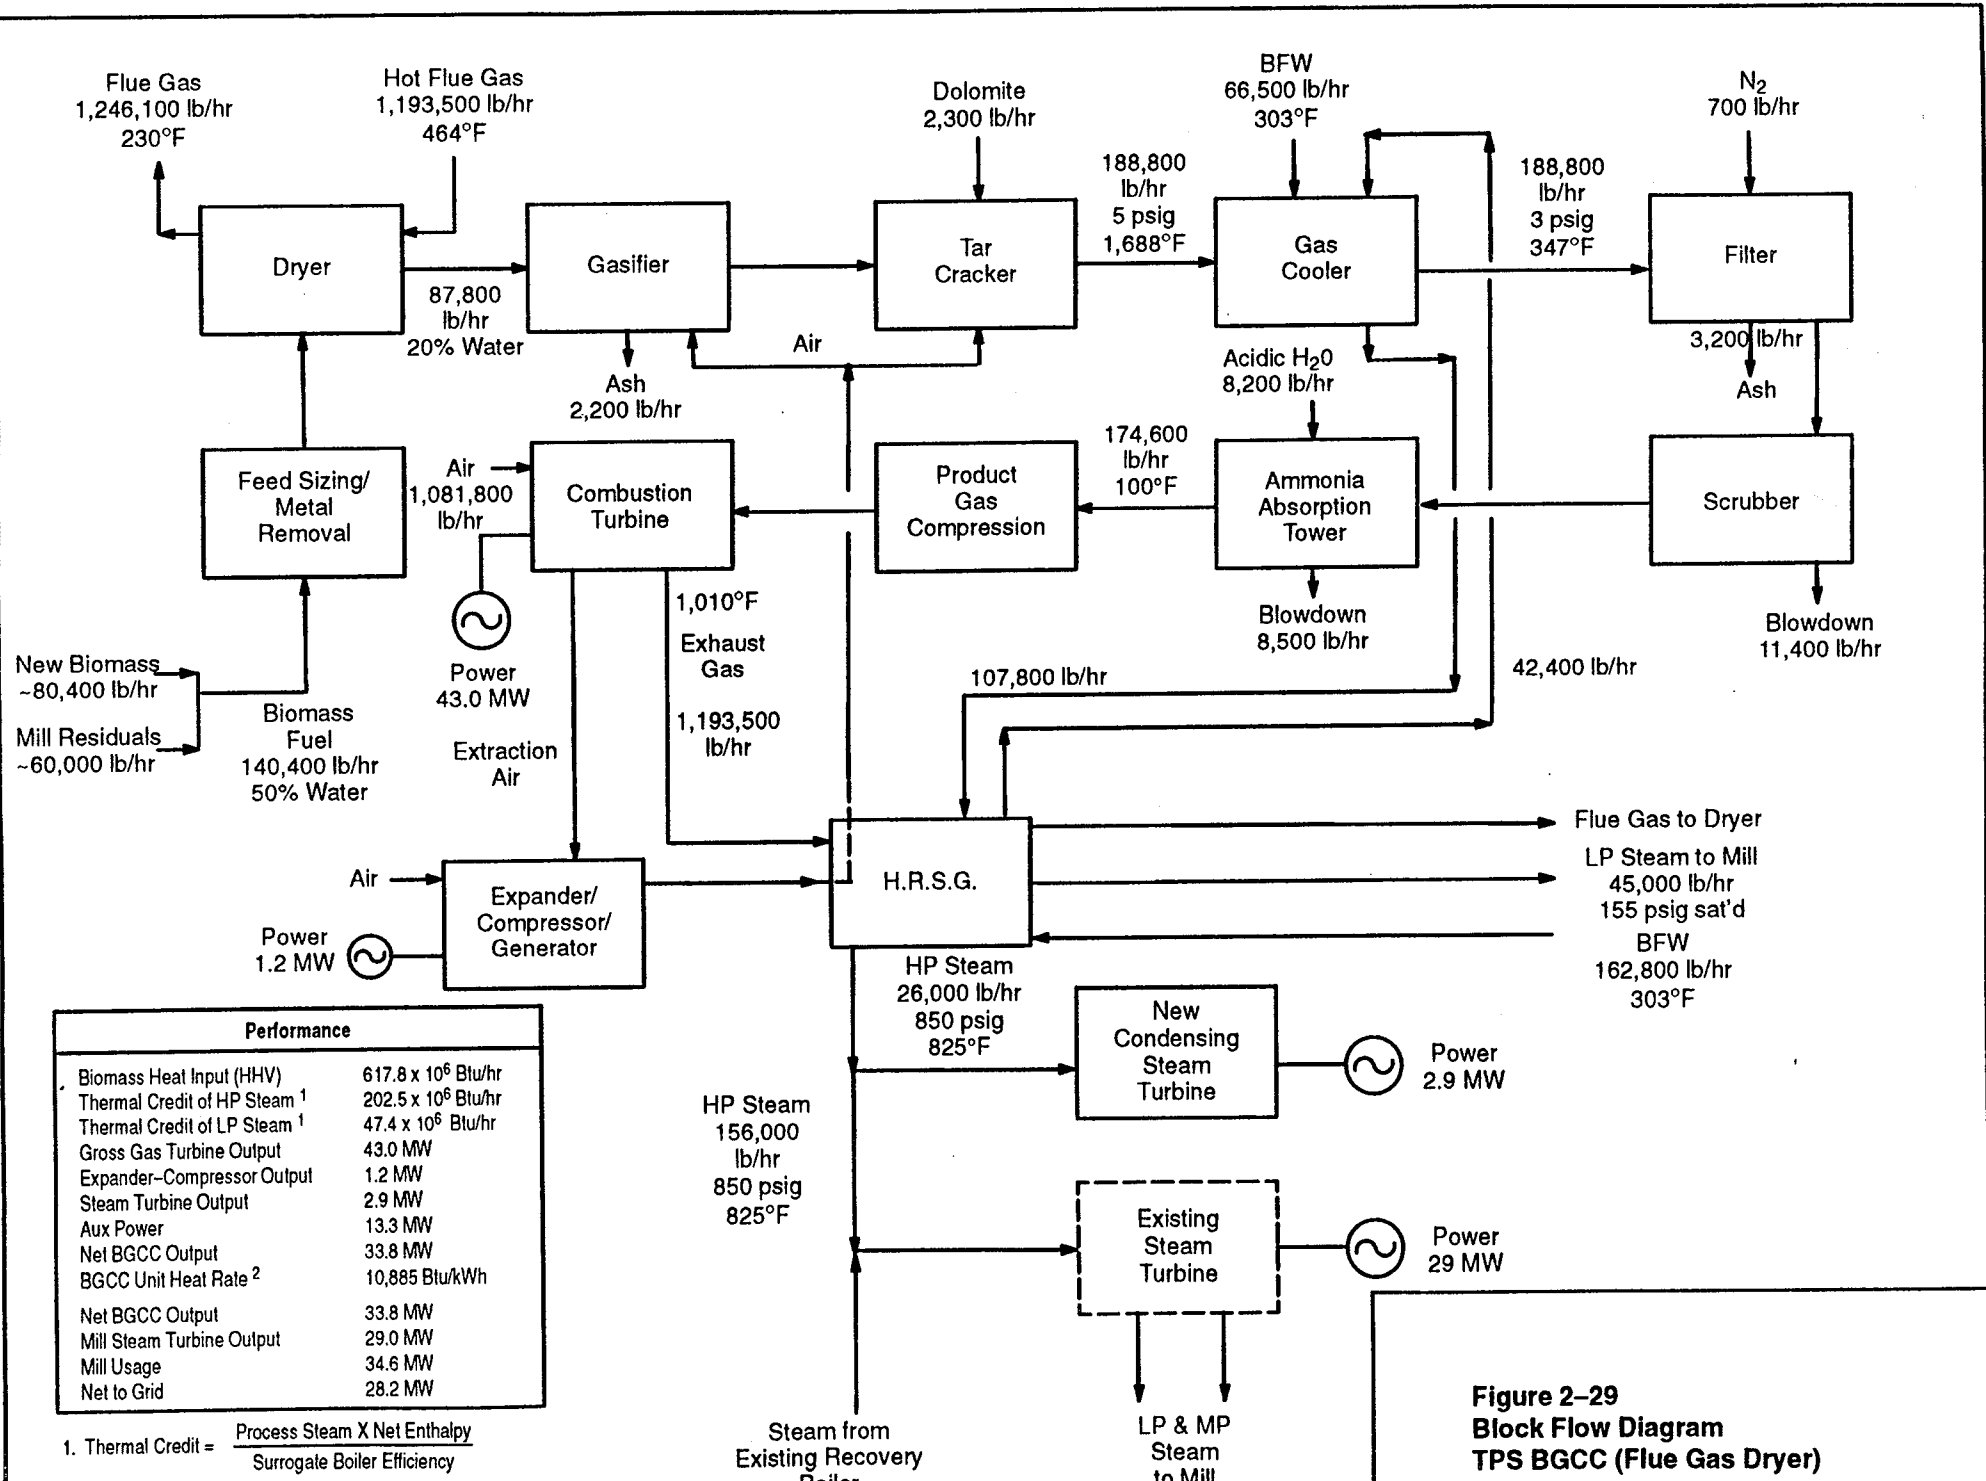 Flue Gas
1,246,100 lb/hr
230°F
Hot Flue Gas
1,193,500 lb/hr
464°F
Dolomite
2,300 lb/hr
BFW
66,500 lb/hr
303°F
N2
700 lb/hr
188,800
lb/hr
5 psig
1,688°F
188,800
lb/hr
3 psig
347°F
Dryer
Gasifier
Tar
Cracker
Gas
Cooler
Filter
87,800
lb/hr
20% Water
Ash
2,200 lb/hr
Air
Acidic H20
8,200 lb/hr
3,200 lb/hr
Ash
Feed Sizing/
Metal
Removal
Air
1,081,800
lb/hr
Combustion
Turbine
Product
Gas
Compression
174,600
lb/hr
100°F
Ammonia
Absorption
Tower
Scrubber
Blowdown
8,500 lb/hr
Blowdown
11,400 lb/hr
New Biomass
~80,400 lb/hr
Mill Residuals
~60,000 lb/hr
Biomass
Fuel
140,400 lb/hr
50% Water
Power
43.0 MW
Extraction
Air
1,010°F
Exhaust
Gas
1,193,500
lb/hr
107,800 lb/hr
42,400 lb/hr
Air
Power
1.2 MW
Expander/
Compressor/
Generator
H.R.S.G.
Flue Gas to Dryer
LP Steam to Mill
45,000 lb/hr
155 psig sat'd
BFW
162,800 lb/hr
303°F
HP Steam
26,000 lb/hr
850 psig
825°F
New
Condensing
Steam
Turbine
Power
2.9 MW
HP Steam
156,000
lb/hr
850 psig
825°F
Existing
Steam
Turbine
Power
29 MW
Steam from
Existing Recovery
Boiler
LP & MP
Steam
to Mill
Performance
Biomass Heat Input (HHV) 617.8 x 10^6 Btu/hr
Thermal Credit of HP Steam 1 202.5 x 10^6 Btu/hr
Thermal Credit of LP Steam 1 47.4 x 10^6 Btu/hr
Gross Gas Turbine Output 43.0 MW
Expander–Compressor Output 1.2 MW
Steam Turbine Output 2.9 MW
Aux Power 13.3 MW
Net BGCC Output 33.8 MW
BGCC Unit Heat Rate 2 10,885 Btu/kWh
Net BGCC Output 33.8 MW
Mill Steam Turbine Output 29.0 MW
Mill Usage 34.6 MW
Net to Grid 28.2 MW
1. Thermal Credit = Process Steam X Net Enthalpy
Surrogate Boiler Efficiency
Figure 2–29
Block Flow Diagram
TPS BGCC (Flue Gas Dryer)